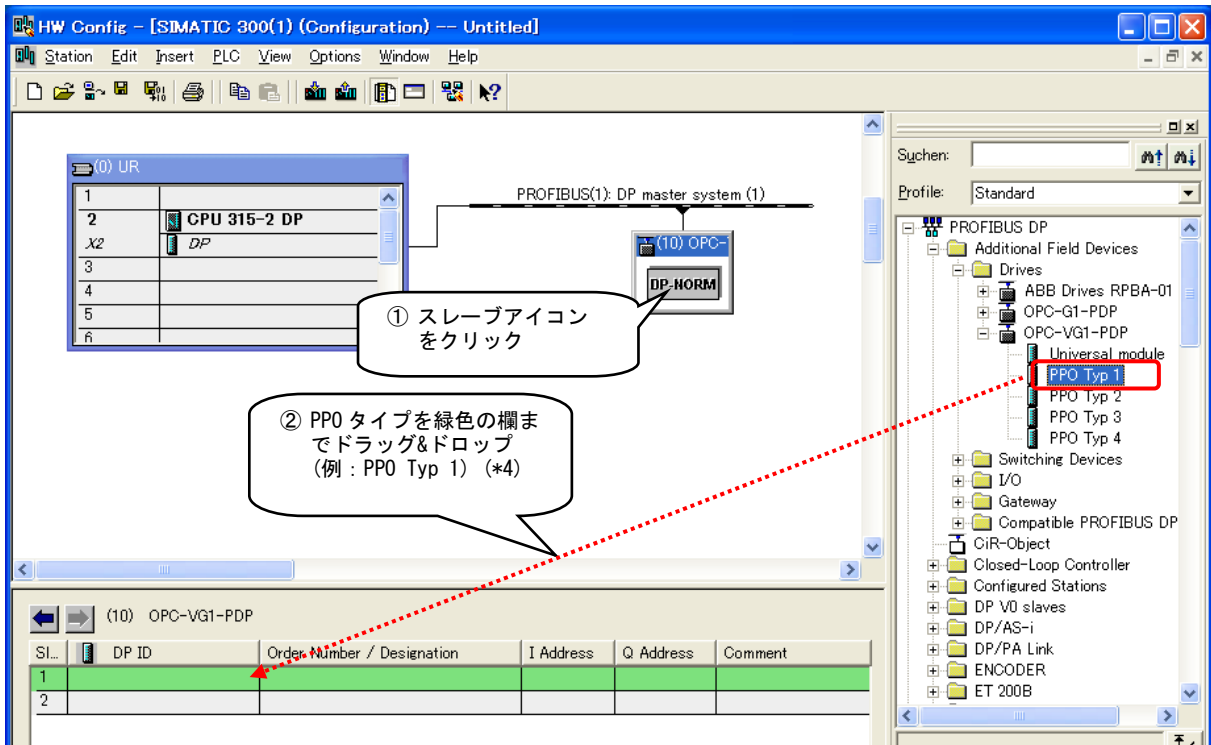 HW Config - [SIMATIC 300(1) (Configuration) -- Untitled]
Station Edit Insert PLC View Options Window Help
(0) UR
1
2 CPU 315-2 DP
X2 DP
3
4
5
6
PROFIBUS(1): DP master system (1)
(10) OPC-
DP-NORM
① スレーブアイコン
をクリック
② PPO タイプを緑色の欄ま
でドラッグ&ドロップ
(例：PPO Typ 1) (*4)
Suchen:
Profile: Standard
PROFIBUS DP
Additional Field Devices
Drives
ABB Drives RPBA-01
OPC-G1-PDP
OPC-VG1-PDP
Universal module
PPO Typ 1
PPO Typ 2
PPO Typ 3
PPO Typ 4
Switching Devices
I/O
Gateway
Compatible PROFIBUS DP
CiR-Object
Closed-Loop Controller
Configured Stations
DP V0 slaves
DP/AS-i
DP/PA Link
ENCODER
ET 200B
(10) OPC-VG1-PDP
Sl... DP ID Order Number / Designation I Address Q Address Comment
1
2